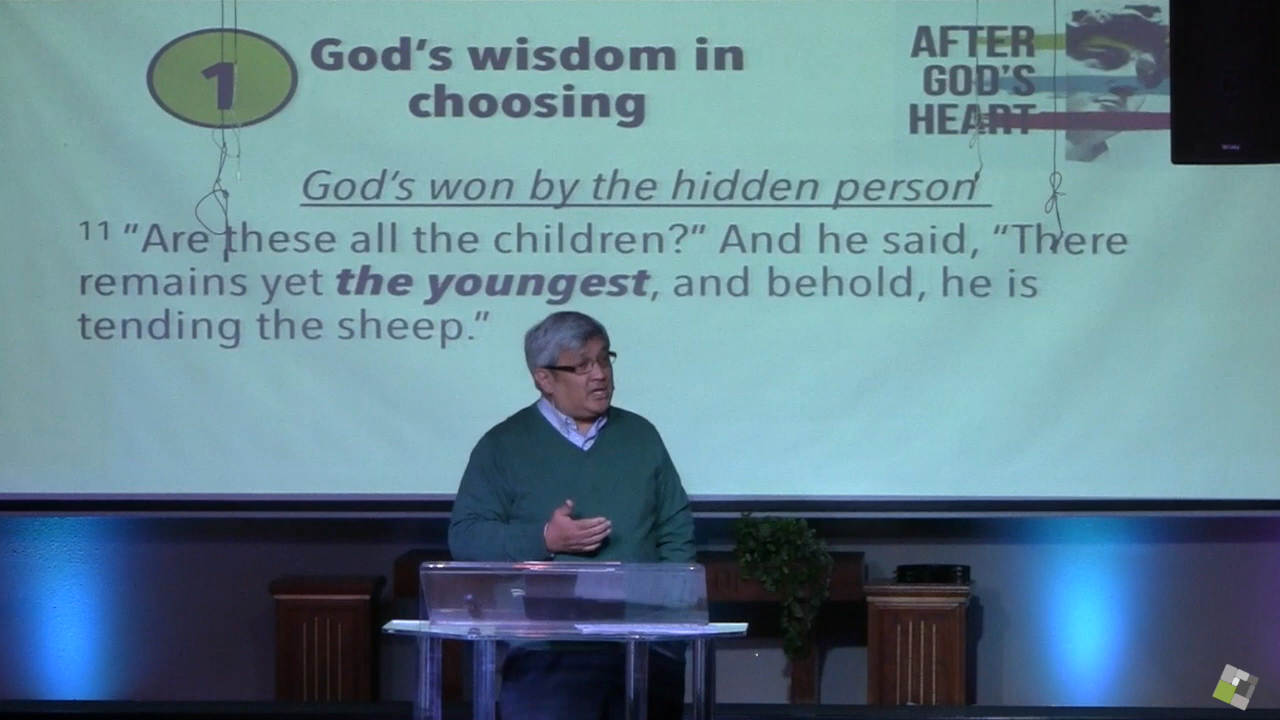 1
God's wisdom in
choosing
AFTER
GOD'S
HEART
God's won by the hidden person
11 "Are these all the children?" And he said, "There
remains yet the youngest, and behold, he is
tending the sheep."